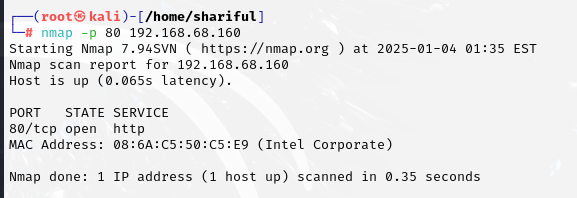 ┌──(root㉿kali)-[/home/shariful]
└─# nmap -p 80 192.168.68.160
Starting Nmap 7.94SVN ( https://nmap.org ) at 2025-01-04 01:35 EST
Nmap scan report for 192.168.68.160
Host is up (0.065s latency).

PORT   STATE SERVICE
80/tcp open  http
MAC Address: 08:6A:C5:50:C5:E9 (Intel Corporate)

Nmap done: 1 IP address (1 host up) scanned in 0.35 seconds